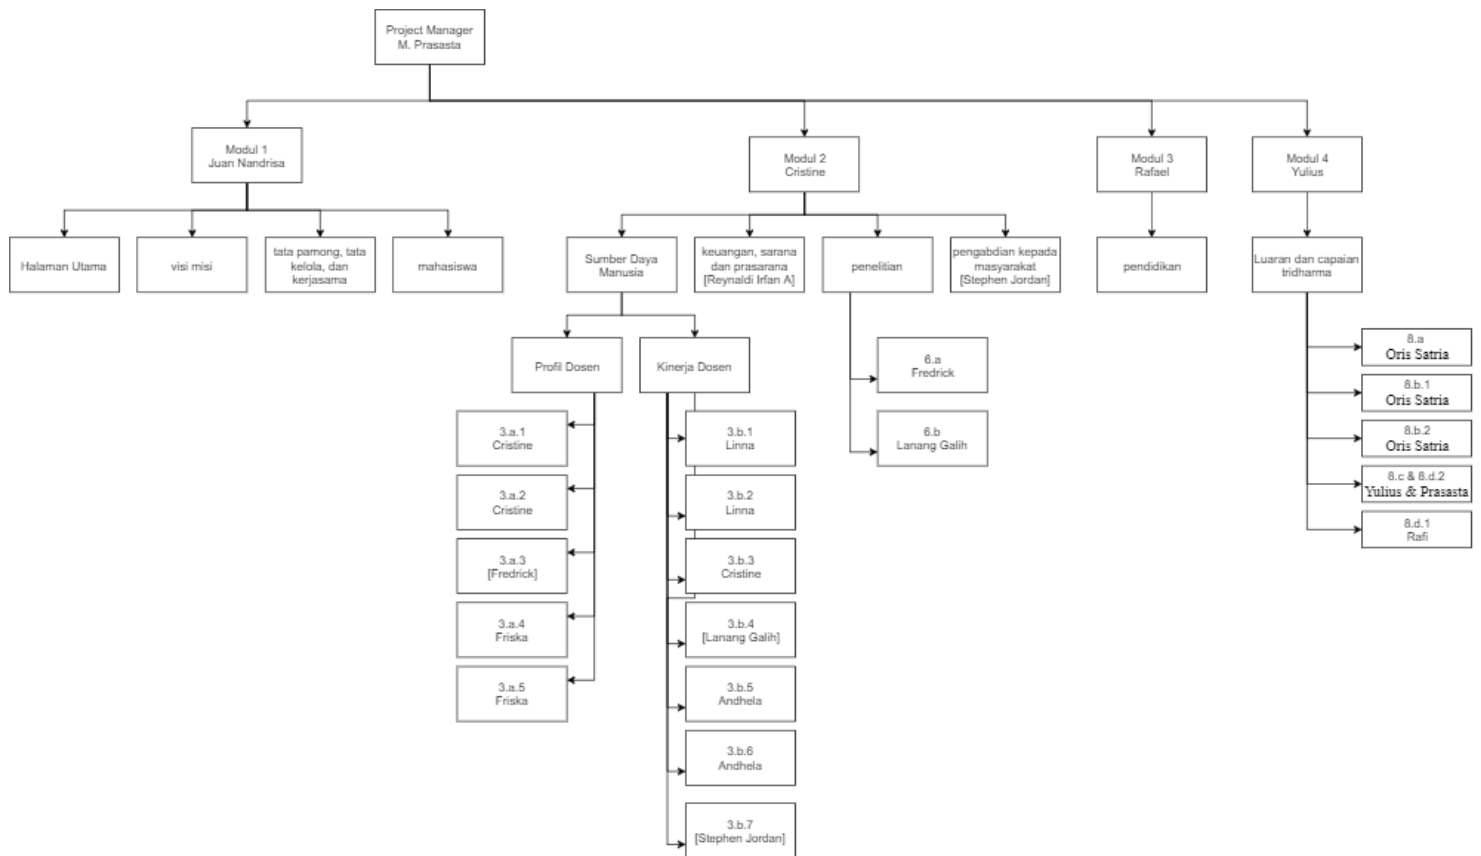 Project Manager
M. Prasasta
Modul 1
Juan Nandrisa
Modul 2
Cristine
Modul 3
Rafael
Modul 4
Yulius
Halaman Utama
visi misi
tata pamong, tata
kelola, dan
kerjasama
mahasiswa
Sumber Daya
Manusia
keuangan, sarana
dan prasarana
[Reynaldi Irfan A]
penelitian
pengabdian kepada
masyarakat
[Stephen Jordan]
pendidikan
Luaran dan capaian
tridharma
Profil Dosen
Kinerja Dosen
3.a.1
Cristine
3.a.2
Cristine
3.a.3
[Fredrick]
3.a.4
Friska
3.a.5
Friska
3.b.1
Linna
3.b.2
Linna
3.b.3
Cristine
3.b.4
[Lanang Galih]
3.b.5
Andhela
3.b.6
Andhela
3.b.7
[Stephen Jordan]
6.a
Fredrick
6.b
Lanang Galih
8.a
Oris Satria
8.b.1
Oris Satria
8.b.2
Oris Satria
8.c & 8.d.2
Yulius & Prasasta
8.d.1
Rafi